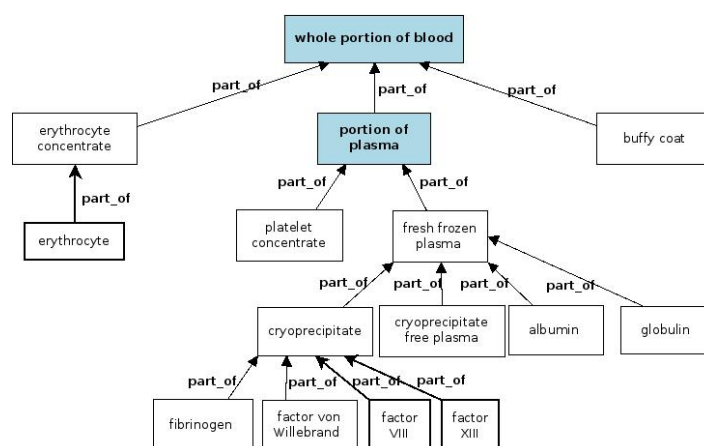 whole portion of blood
part_of
part_of
part_of
erythrocyte
concentrate
portion of
plasma
buffy coat
part_of
part_of
part_of
erythrocyte
platelet
concentrate
fresh frozen
plasma
part_of
part_of
part_of
part_of
cryoprecipitate
cryoprecipitate
free plasma
albumin
globulin
part_of
part_of
part_of
part_of
fibrinogen
factor von
Willebrand
factor
VIII
factor
XIII